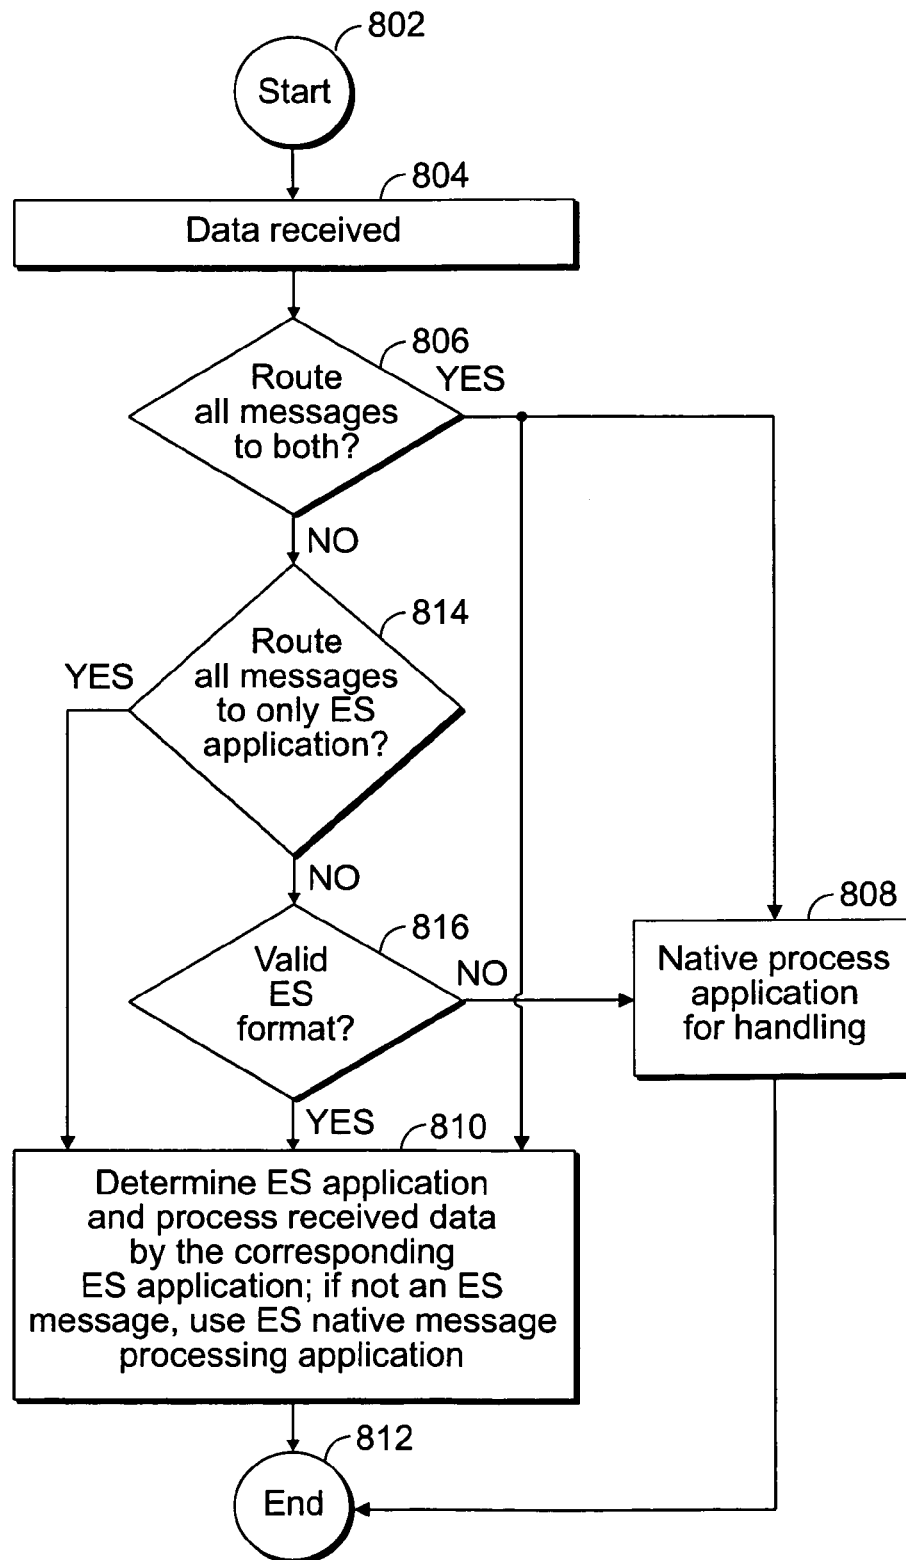 802
Start
804
Data received
806
Route
all messages
to both?
YES
NO
814
Route
all messages
to only ES
application?
YES
NO
816
Valid
ES
format?
NO
808
Native process
application
for handling
YES
810
Determine ES application
and process received data
by the corresponding
ES application; if not an ES
message, use ES native message
processing application
812
End